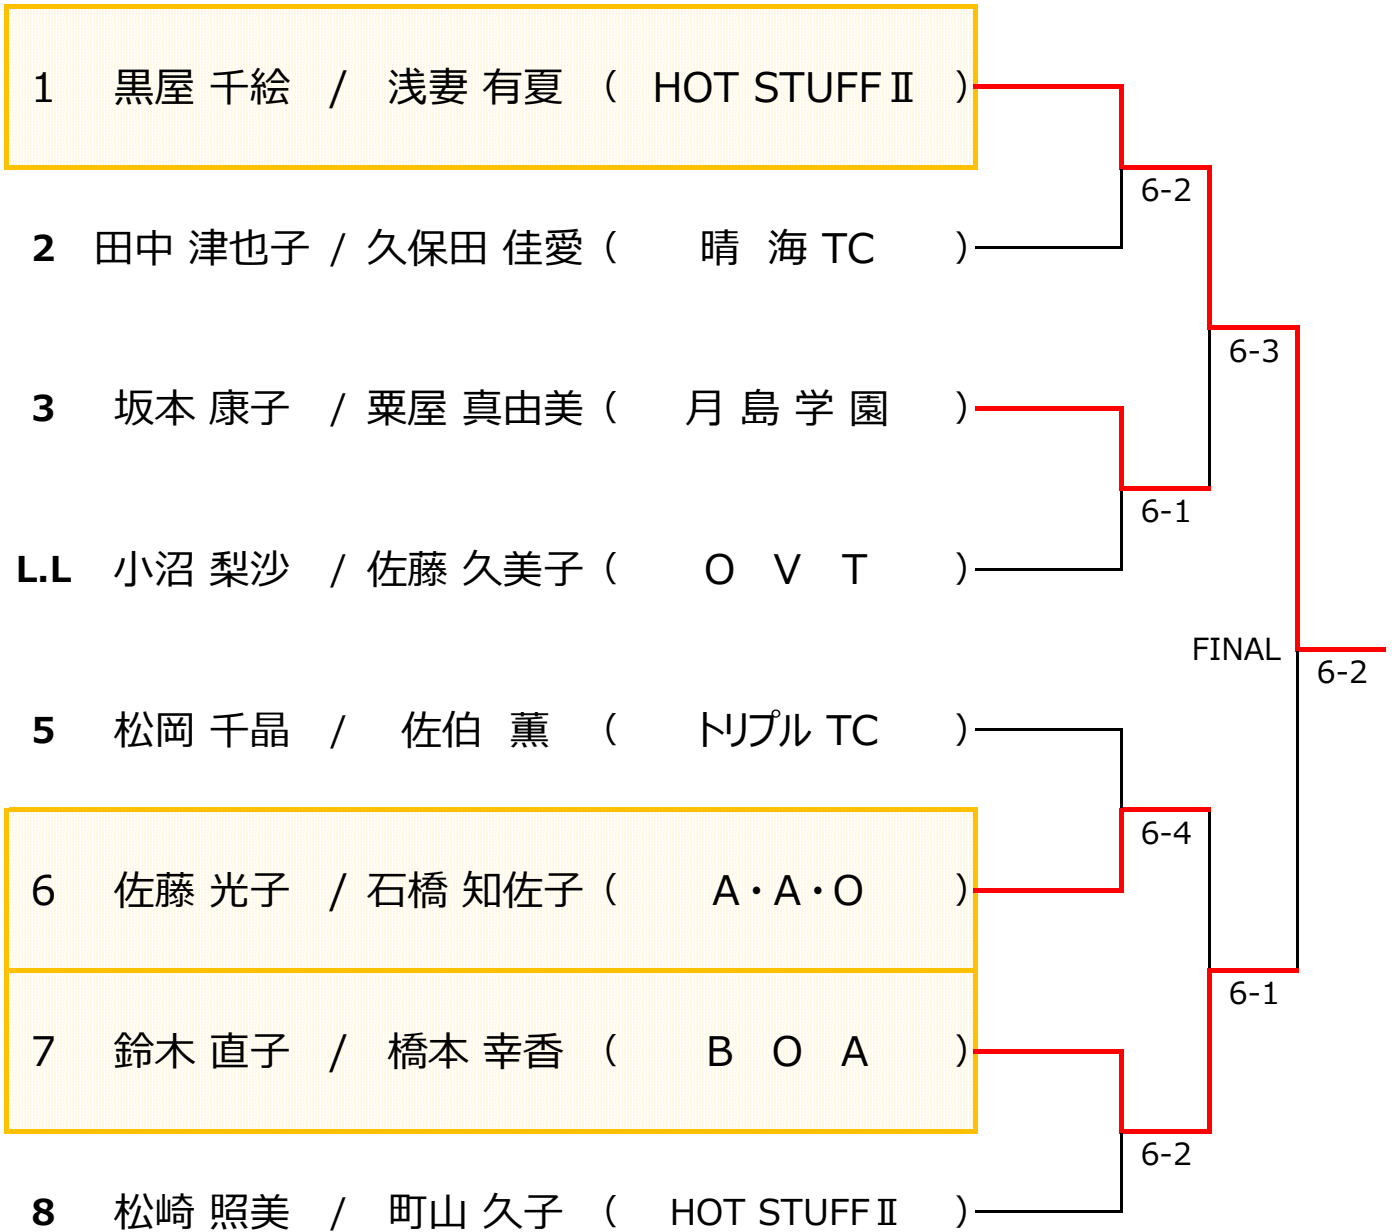 1 黒屋 千絵 / 浅妻 有夏 ( HOT STUFFⅡ )
6-2
2 田中 津也子 / 久保田 佳愛 ( 晴 海 TC )
6-3
3 坂本 康子 / 粟屋 真由美 ( 月 島 学 園 )
6-1
L.L 小沼 梨沙 / 佐藤 久美子 ( O V T )
FINAL
6-2
5 松岡 千晶 / 佐伯 薫 ( トリプル TC )
6-4
6 佐藤 光子 / 石橋 知佐子 ( A・A・O )
6-1
7 鈴木 直子 / 橋本 幸香 ( B O A )
6-2
8 松崎 照美 / 町山 久子 ( HOT STUFFⅡ )